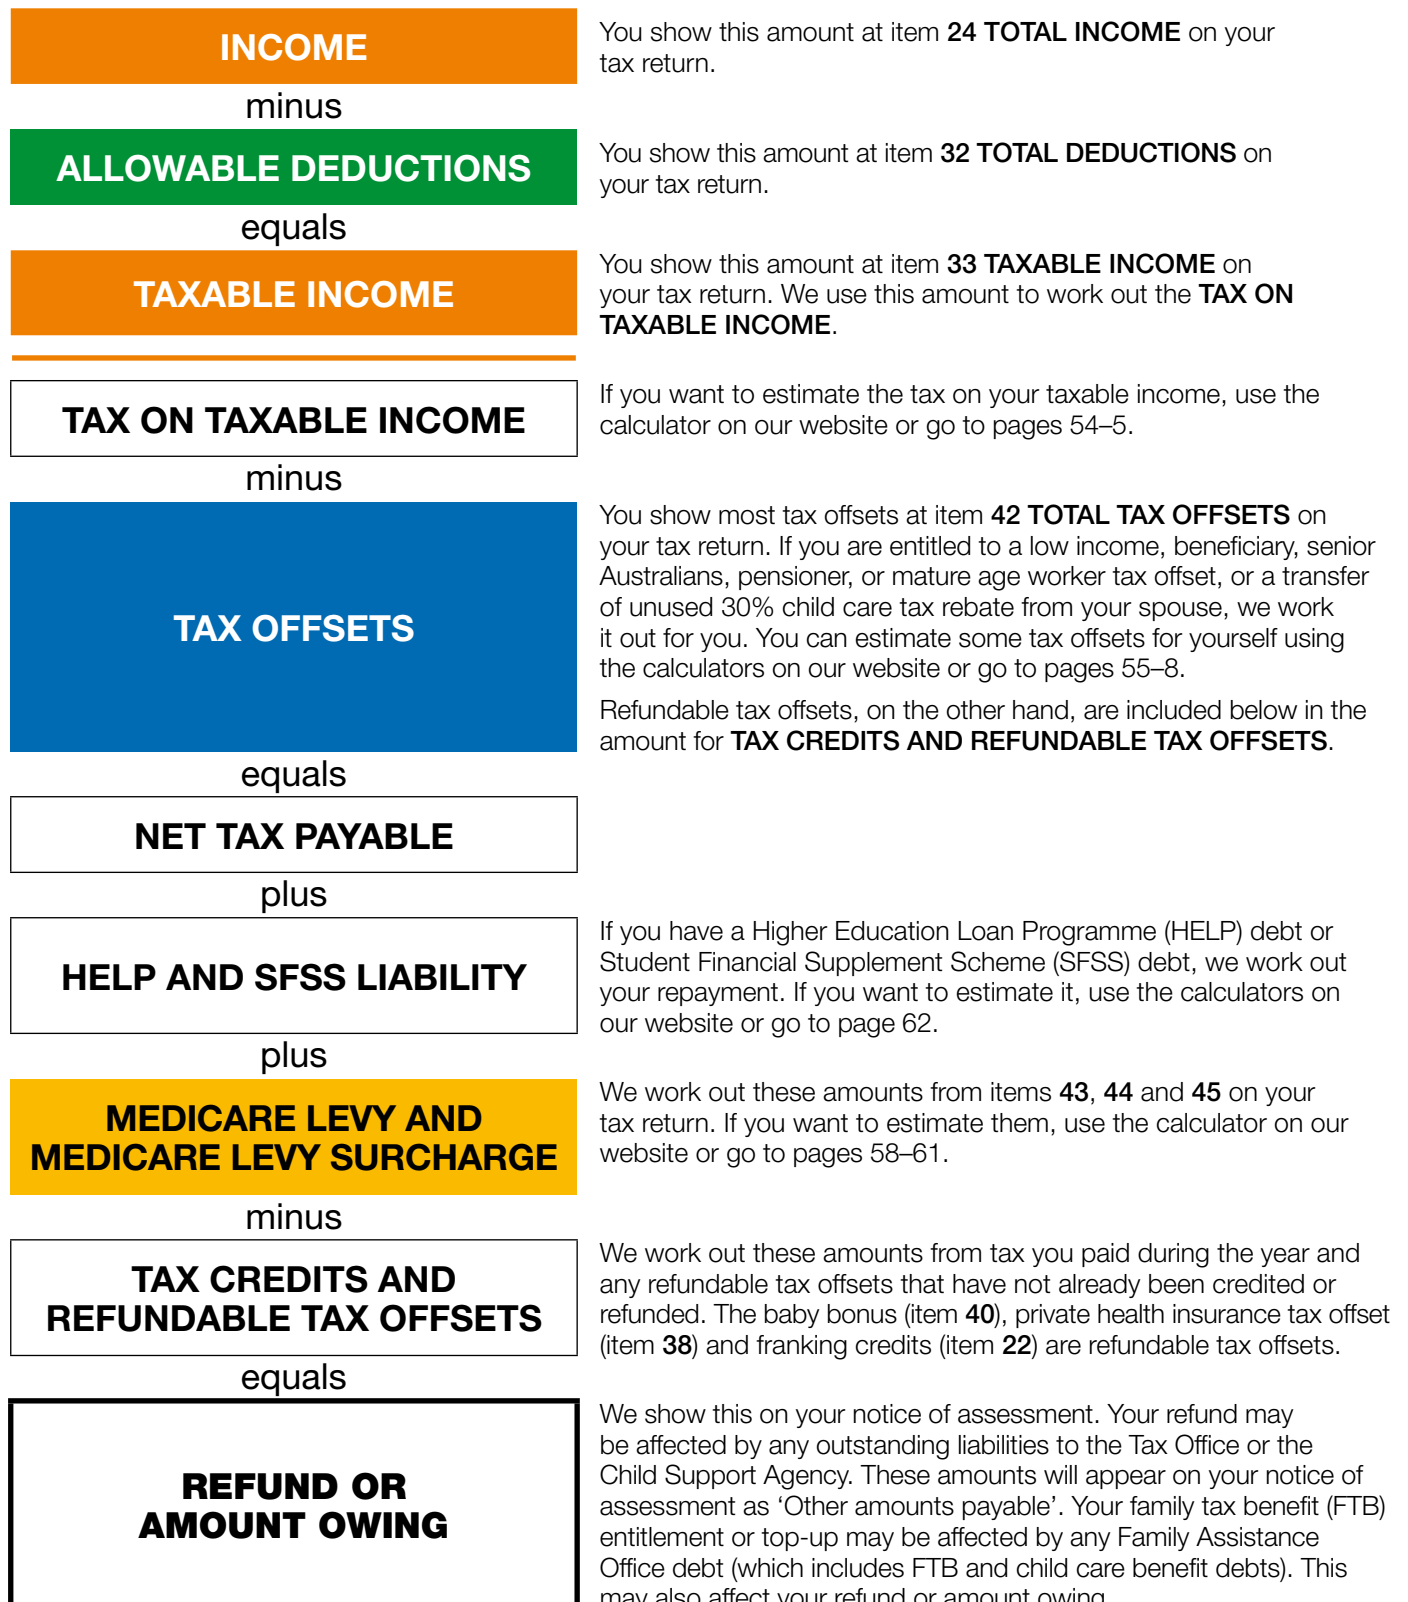 INCOME
You show this amount at item 24 TOTAL INCOME on your
tax return.
minus
ALLOWABLE DEDUCTIONS
You show this amount at item 32 TOTAL DEDUCTIONS on
your tax return.
equals
TAXABLE INCOME
You show this amount at item 33 TAXABLE INCOME on
your tax return. We use this amount to work out the TAX ON
TAXABLE INCOME.
TAX ON TAXABLE INCOME
If you want to estimate the tax on your taxable income, use the
calculator on our website or go to pages 54–5.
minus
TAX OFFSETS
You show most tax offsets at item 42 TOTAL TAX OFFSETS on
your tax return. If you are entitled to a low income, beneficiary, senior
Australians, pensioner, or mature age worker tax offset, or a transfer
of unused 30% child care tax rebate from your spouse, we work
it out for you. You can estimate some tax offsets for yourself using
the calculators on our website or go to pages 55–8.
Refundable tax offsets, on the other hand, are included below in the
amount for TAX CREDITS AND REFUNDABLE TAX OFFSETS.
equals
NET TAX PAYABLE
plus
HELP AND SFSS LIABILITY
If you have a Higher Education Loan Programme (HELP) debt or
Student Financial Supplement Scheme (SFSS) debt, we work out
your repayment. If you want to estimate it, use the calculators on
our website or go to page 62.
plus
MEDICARE LEVY AND
MEDICARE LEVY SURCHARGE
We work out these amounts from items 43, 44 and 45 on your
tax return. If you want to estimate them, use the calculator on our
website or go to pages 58–61.
minus
TAX CREDITS AND
REFUNDABLE TAX OFFSETS
We work out these amounts from tax you paid during the year and
any refundable tax offsets that have not already been credited or
refunded. The baby bonus (item 40), private health insurance tax offset
(item 38) and franking credits (item 22) are refundable tax offsets.
equals
REFUND OR
AMOUNT OWING
We show this on your notice of assessment. Your refund may
be affected by any outstanding liabilities to the Tax Office or the
Child Support Agency. These amounts will appear on your notice of
assessment as ‘Other amounts payable’. Your family tax benefit (FTB)
entitlement or top-up may be affected by any Family Assistance
Office debt (which includes FTB and child care benefit debts). This
may also affect your refund or amount owing.